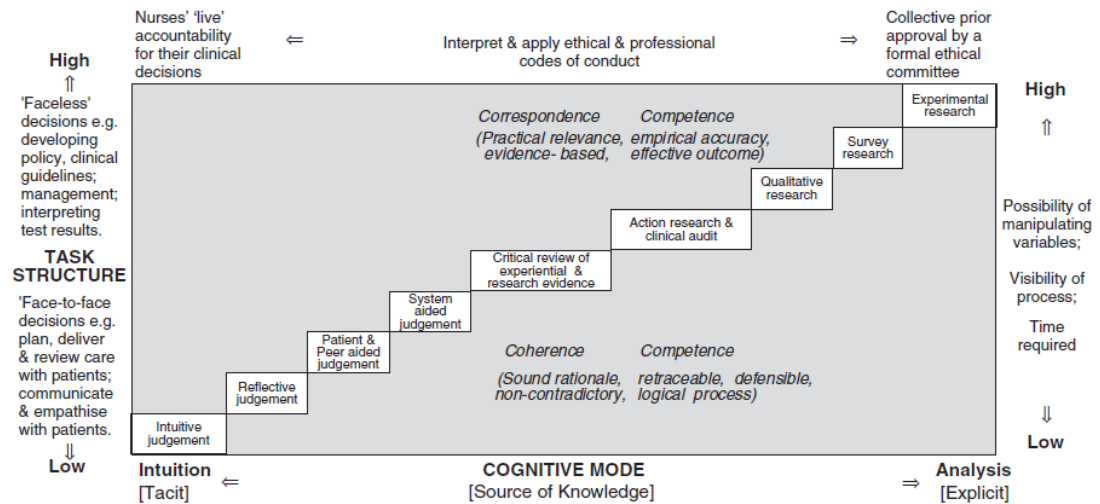 Nurses' 'live'
accountability
for their clinical
decisions
⇐
Interpret & apply ethical & professional
codes of conduct
⇒
Collective prior
approval by a
formal ethical
committee
High
⇑
'Faceless'
decisions e.g.
developing
policy, clinical
guidelines;
management;
interpreting
test results.
TASK
STRUCTURE
'Face-to-face
decisions e.g.
plan, deliver
& review care
with patients;
communicate
& empathise
with patients.
⇓
Low
Correspondence Competence
(Practical relevance, empirical accuracy,
evidence- based, effective outcome)
Experimental
research
Survey
research
Qualitative
research
Action research &
clinical audit
Critical review of
experiential &
research evidence
System
aided
judgement
Patient &
Peer aided
judgement
Reflective
judgement
Intuitive
judgement
Coherence Competence
(Sound rationale, retraceable, defensible,
non-contradictory, logical process)
High
⇑
Possibility of
manipulating
variables;
Visibility of
process;
Time
required
⇓
Low
Intuition
[Tacit]
⇐
COGNITIVE MODE
[Source of Knowledge]
⇒
Analysis
[Explicit]